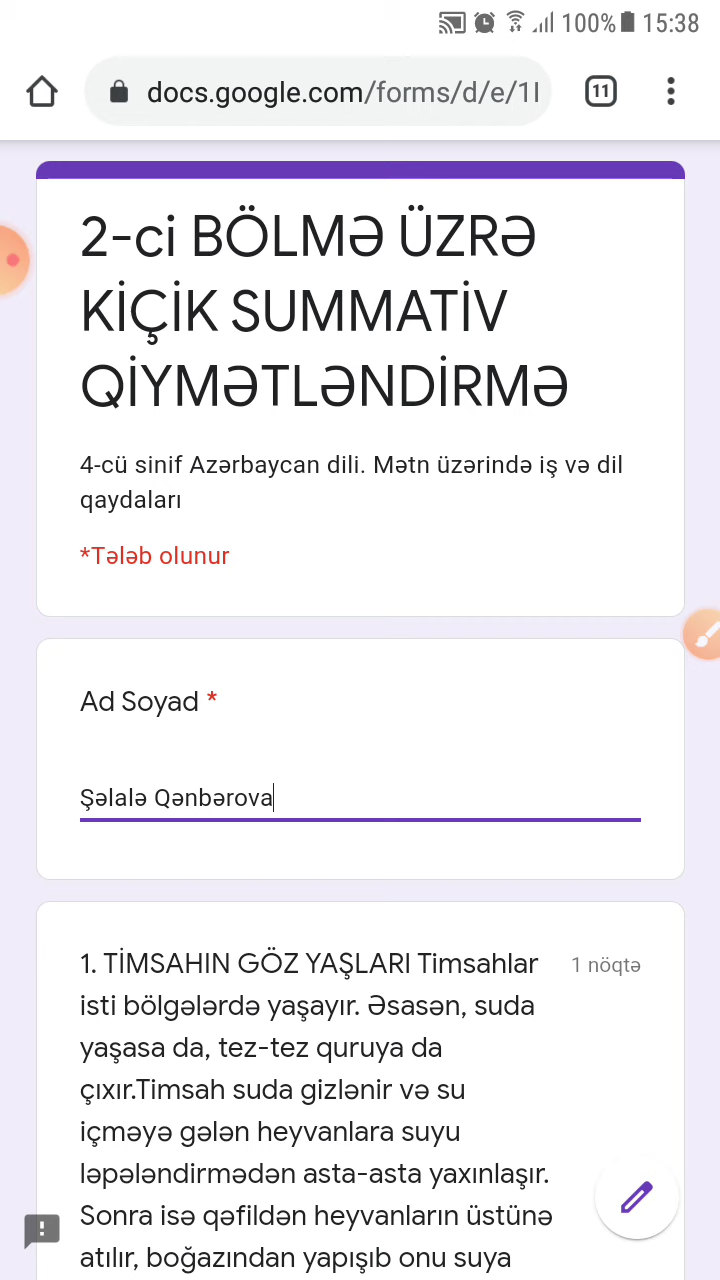 100% 15:38
docs.google.com/forms/d/e/1I
11
2-ci BÖLMƏ ÜZRƏ
KİÇİK SUMMATİV
QİYMƏTLƏNDİRMƏ
4-cü sinif Azərbaycan dili. Mətn üzərində iş və dil
qaydaları
*Tələb olunur
Ad Soyad *
Şəlalə Qənbərova
1. TİMSAHIN GÖZ YAŞLARI Timsahlar 1 nöqtə
isti bölgələrdə yaşayır. Əsasən, suda
yaşasa da, tez-tez quruya da
çıxır.Timsah suda gizlənir və su
içməyə gələn heyvanlara suyu
ləpələndirmədən asta-asta yaxınlaşır.
Sonra isə qəfildən heyvanların üstünə
atılır, boğazından yapışıb onu suya